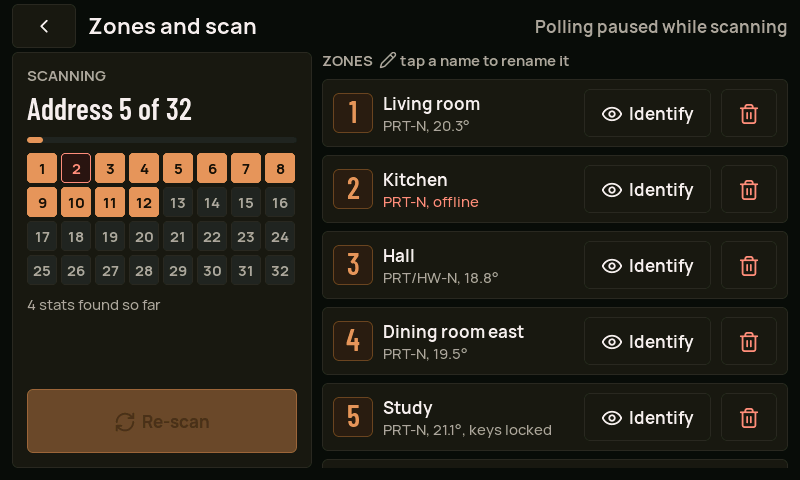 Zones and scan
Polling paused while scanning
SCANNING
Address 5 of 32
1 2 3 4 5 6 7 8
9 10 11 12 13 14 15 16
17 18 19 20 21 22 23 24
25 26 27 28 29 30 31 32
4 stats found so far
Re-scan
ZONES tap a name to rename it
1 Living room Identify
PRT-N, 20.3°
2 Kitchen Identify
PRT-N, offline
3 Hall Identify
PRT/HW-N, 18.8°
4 Dining room east Identify
PRT-N, 19.5°
5 Study Identify
PRT-N, 21.1°, keys locked